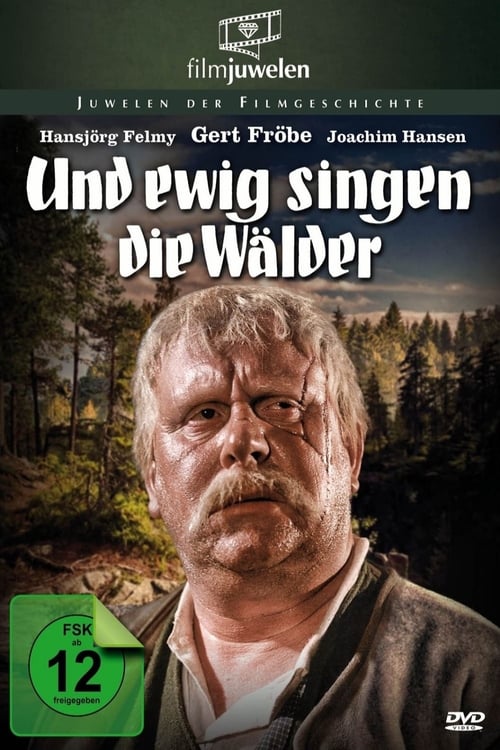 filmjuwelen
Juwelen der Filmgeschichte
Hansjörg Felmy Gert Fröbe Joachim Hansen
Und ewig singen
die Wälder
FSK
ab
12
freigegeben
DVD
VIDEO